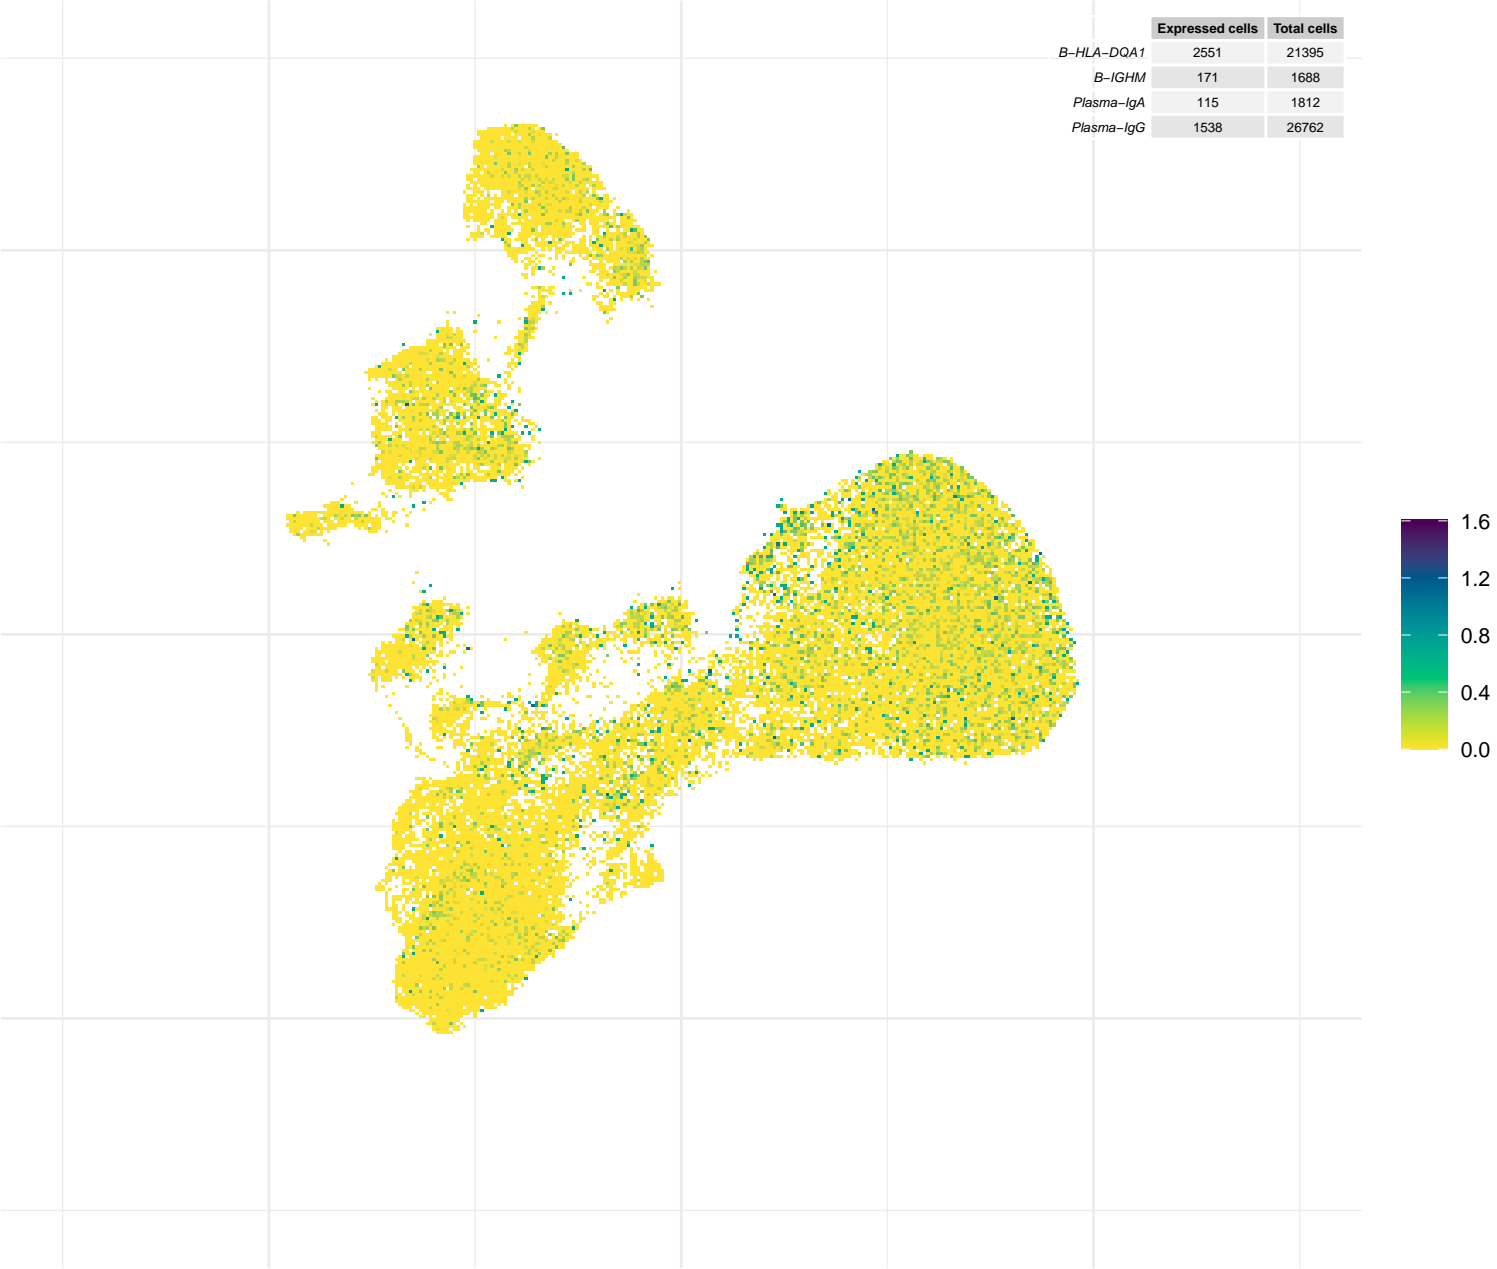 Expressed cells Total cells
B−HLA−DQA1 2551 21395
B−IGHM 171 1688
Plasma−IgA 115 1812
Plasma−IgG 1538 26762
1.6
1.2
0.8
0.4
0.0